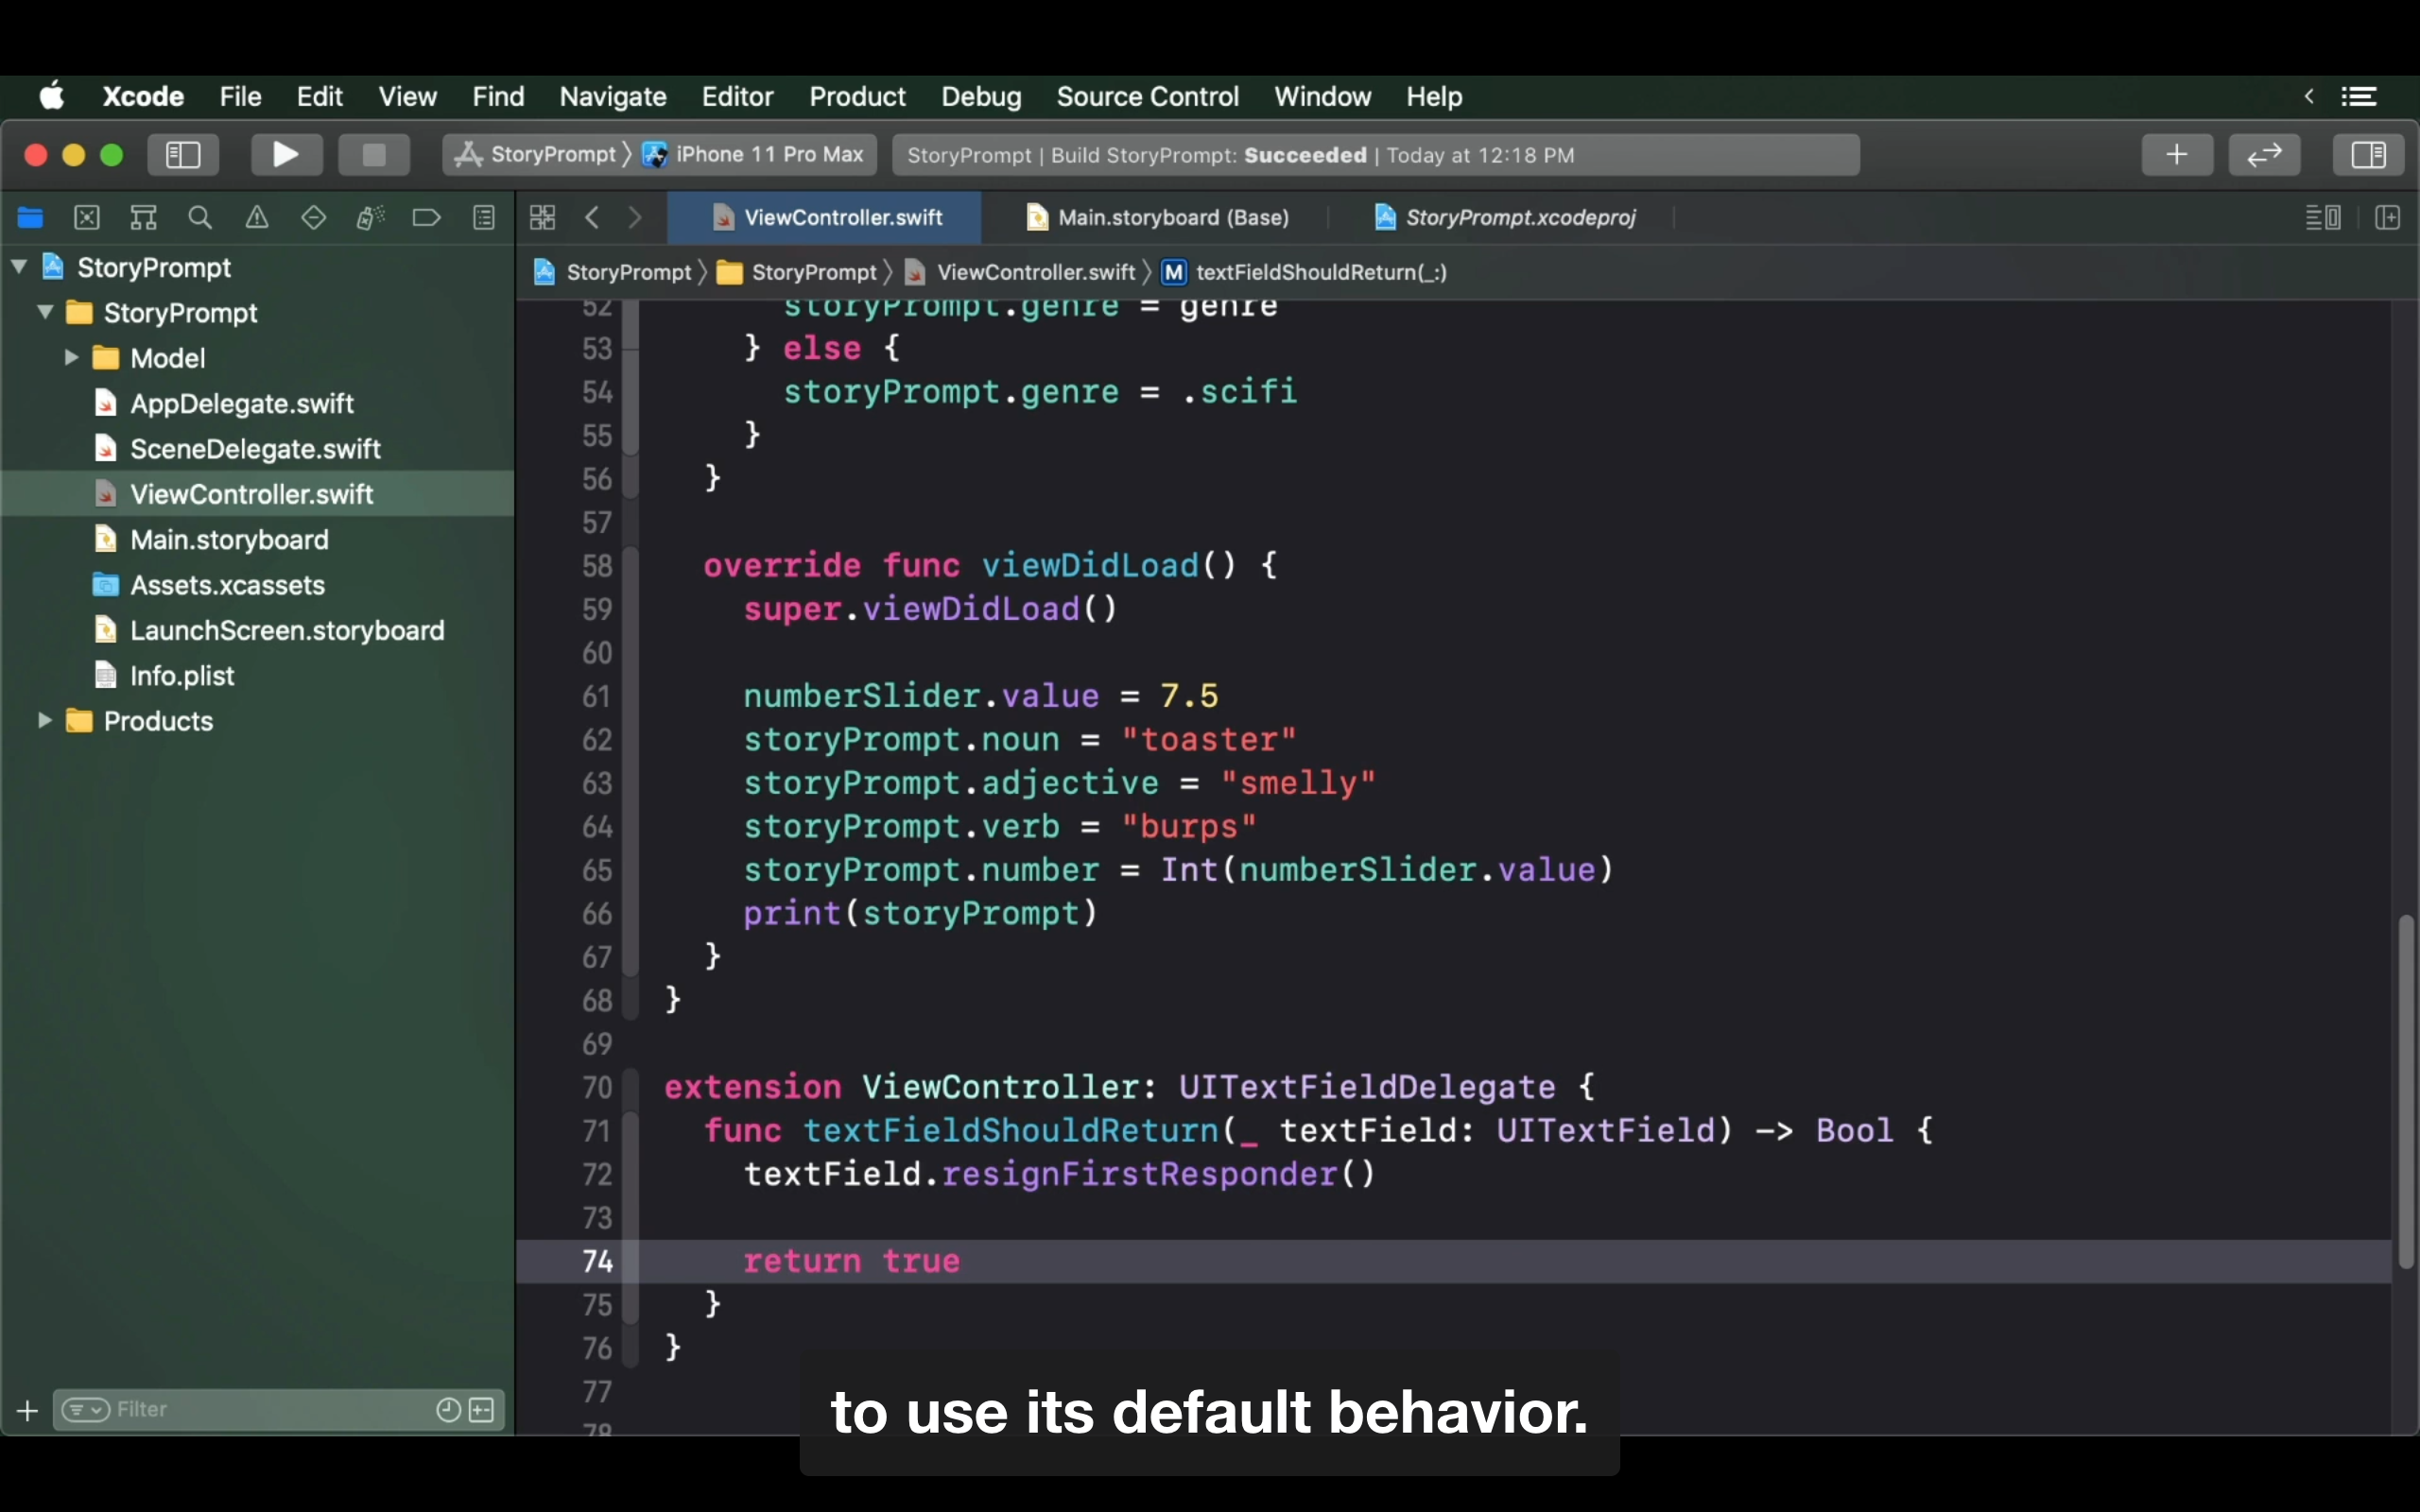 Xcode File Edit View Find Navigate Editor Product Debug Source Control Window Help
StoryPrompt 〉 iPhone 11 Pro Max
StoryPrompt | Build StoryPrompt: Succeeded | Today at 12:18 PM
ViewController.swift
Main.storyboard (Base)
StoryPrompt.xcodeproj
StoryPrompt 〉 StoryPrompt 〉 ViewController.swift 〉 M textFieldShouldReturn(_:)
StoryPrompt
StoryPrompt
Model
AppDelegate.swift
SceneDelegate.swift
ViewController.swift
Main.storyboard
Assets.xcassets
LaunchScreen.storyboard
Info.plist
Products
Filter
52 storyPrompt.genre = genre
53 } else {
54 storyPrompt.genre = .scifi
55 }
56 }
57
58 override func viewDidLoad() {
59 super.viewDidLoad()
60
61 numberSlider.value = 7.5
62 storyPrompt.noun = "toaster"
63 storyPrompt.adjective = "smelly"
64 storyPrompt.verb = "burps"
65 storyPrompt.number = Int(numberSlider.value)
66 print(storyPrompt)
67 }
68 }
69
70 extension ViewController: UITextFieldDelegate {
71 func textFieldShouldReturn(_ textField: UITextField) -> Bool {
72 textField.resignFirstResponder()
73
74 return true
75 }
76 }
77
78
to use its default behavior.